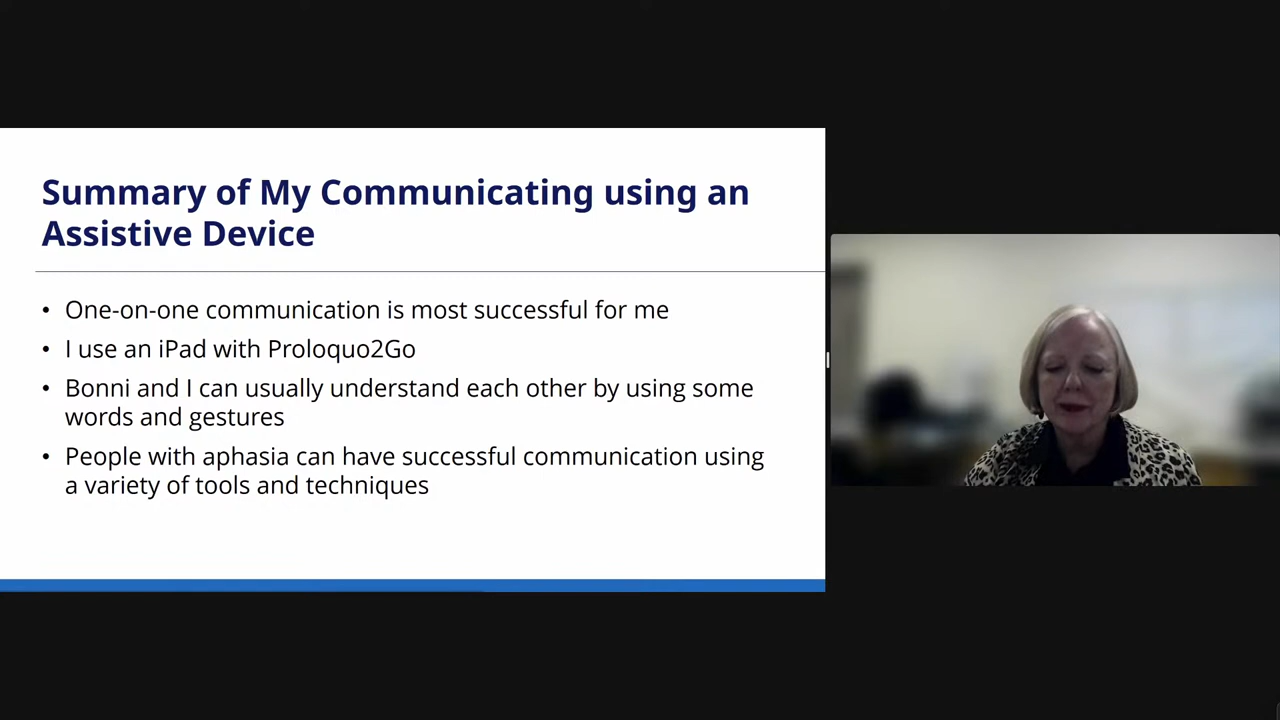 Summary of My Communicating using an
Assistive Device
• One-on-one communication is most successful for me
• I use an iPad with Proloquo2Go
• Bonni and I can usually understand each other by using some
words and gestures
• People with aphasia can have successful communication using
a variety of tools and techniques